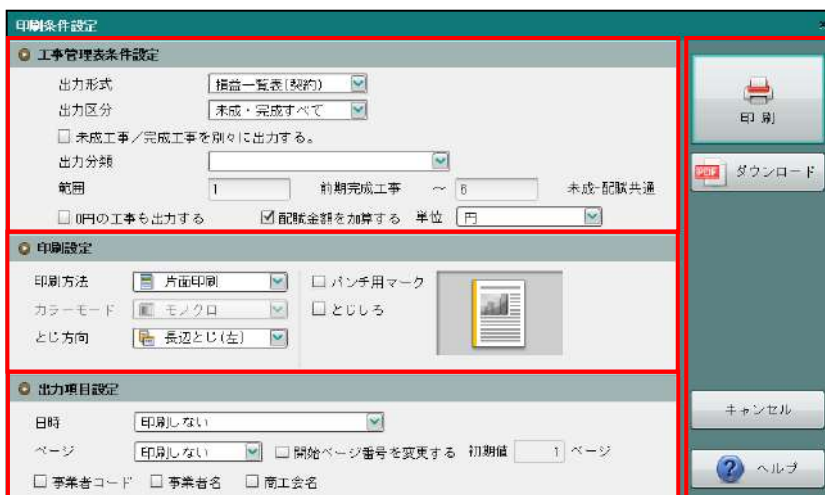 印刷条件設定
工事管理表条件設定
出力形式 損益一覧表(契約)
出力区分 未成・完成すべて
未成工事/完成工事を別々に出力する。
出力分類
範囲 1 前期完成工事 ～ 6 未成-配賦共通
0円の工事も出力する 配賦金額を加算する 単位 円
印刷設定
印刷方法 片面印刷 パンチ用マーク
カラーモード モノクロ とじしろ
とじ方向 長辺とじ(左)
出力項目設定
日時 印刷しない
ページ 印刷しない 開始ページ番号を変更する 初期値 1 ページ
事業者コード 事業者名 商工会名
印刷
PDF ダウンロード
キャンセル
? ヘルプ